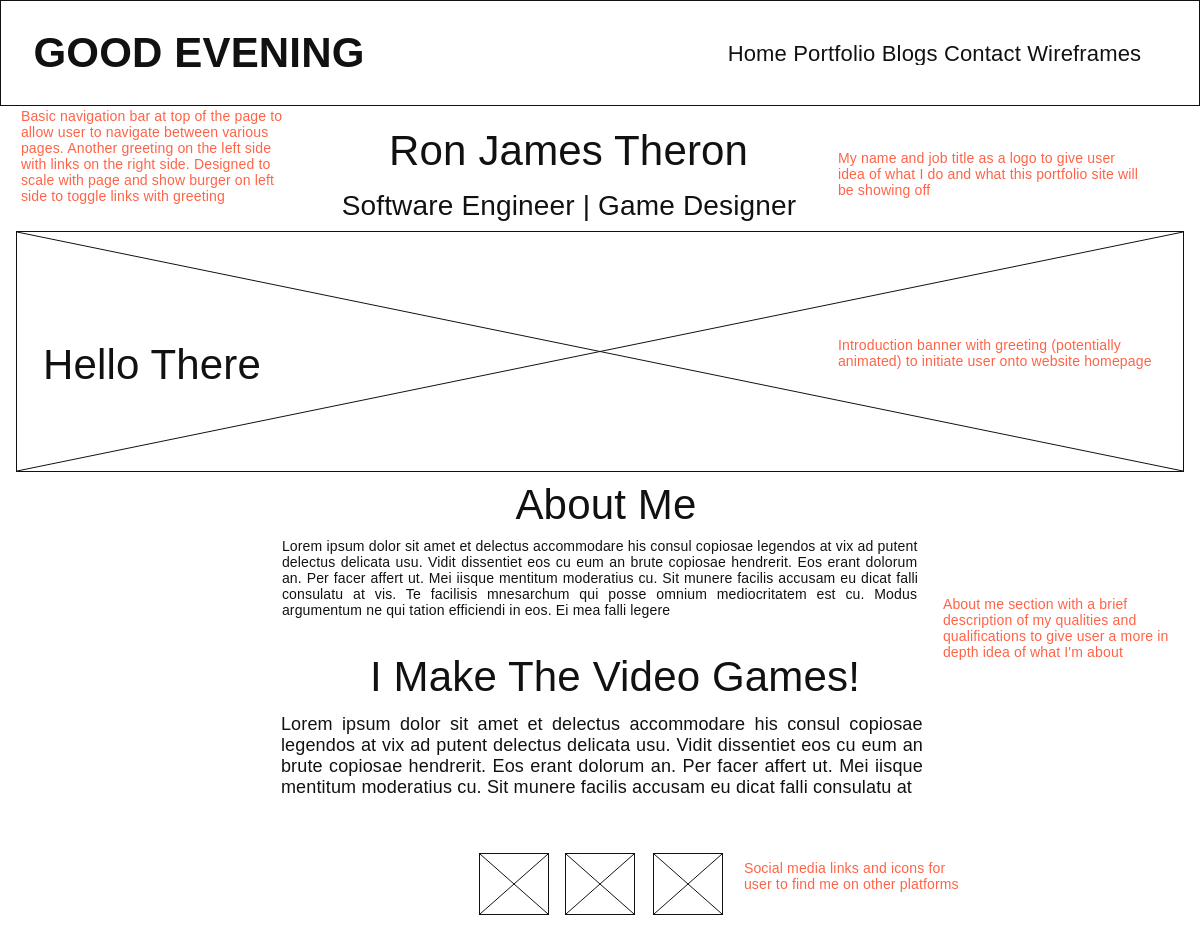 GOOD EVENING
Home Portfolio Blogs Contact Wireframes
Basic navigation bar at top of the page to
allow user to navigate between various
pages. Another greeting on the left side
with links on the right side. Designed to
scale with page and show burger on left
side to toggle links with greeting
Ron James Theron
Software Engineer | Game Designer
My name and job title as a logo to give user
idea of what I do and what this portfolio site will
be showing off
Hello There
Introduction banner with greeting (potentially
animated) to initiate user onto website homepage
About Me
Lorem ipsum dolor sit amet et delectus accommodare his consul copiosae legendos at vix ad putent
delectus delicata usu. Vidit dissentiet eos cu eum an brute copiosae hendrerit. Eos erant dolorum
an. Per facer affert ut. Mei iisque mentitum moderatius cu. Sit munere facilis accusam eu dicat falli
consulatu at vis. Te facilisis mnesarchum qui posse omnium mediocritatem est cu. Modus
argumentum ne qui tation efficiendi in eos. Ei mea falli legere
About me section with a brief
description of my qualities and
qualifications to give user a more in
depth idea of what I'm about
I Make The Video Games!
Lorem ipsum dolor sit amet et delectus accommodare his consul copiosae
legendos at vix ad putent delectus delicata usu. Vidit dissentiet eos cu eum an
brute copiosae hendrerit. Eos erant dolorum an. Per facer affert ut. Mei iisque
mentitum moderatius cu. Sit munere facilis accusam eu dicat falli consulatu at
Social media links and icons for
user to find me on other platforms